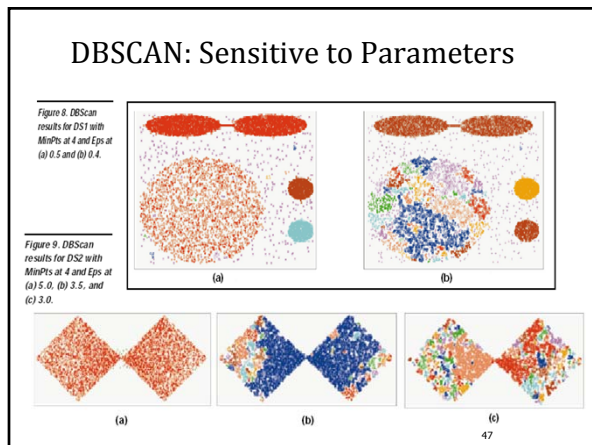 DBSCAN: Sensitive to Parameters
Figure 8. DBScan
results for DS1 with
MinPts at 4 and Eps at
(a) 0.5 and (b) 0.4.
(a)
(b)
Figure 9. DBScan
results for DS2 with
MinPts at 4 and Eps at
(a) 5.0, (b) 3.5, and
(c) 3.0.
(a)
(b)
(c)
47